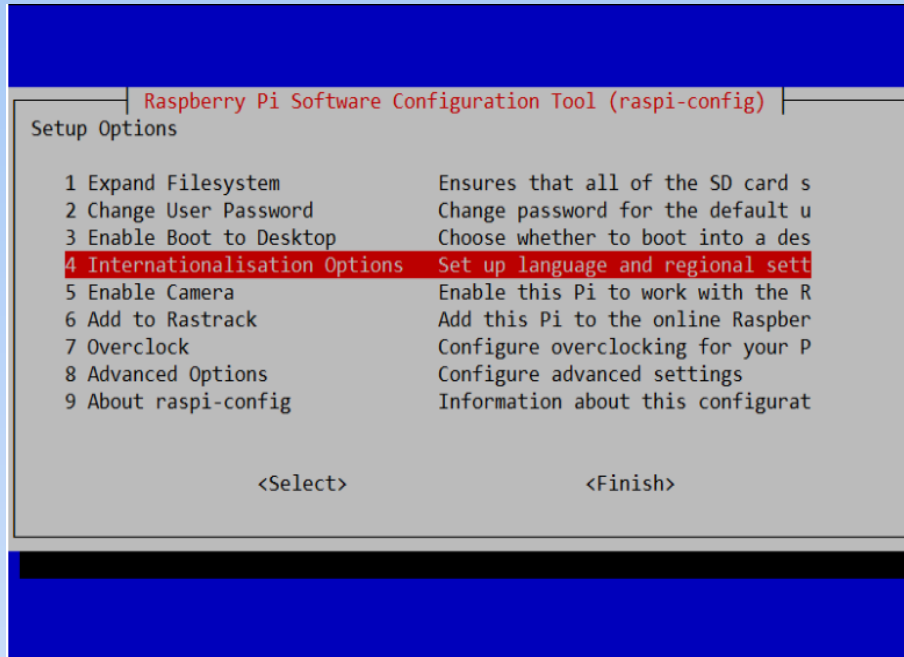 Raspberry Pi Software Configuration Tool (raspi-config)
Setup Options
1 Expand Filesystem Ensures that all of the SD card s
2 Change User Password Change password for the default u
3 Enable Boot to Desktop Choose whether to boot into a des
4 Internationalisation Options Set up language and regional sett
5 Enable Camera Enable this Pi to work with the R
6 Add to Rastrack Add this Pi to the online Raspber
7 Overclock Configure overclocking for your P
8 Advanced Options Configure advanced settings
9 About raspi-config Information about this configurat
<Select> <Finish>